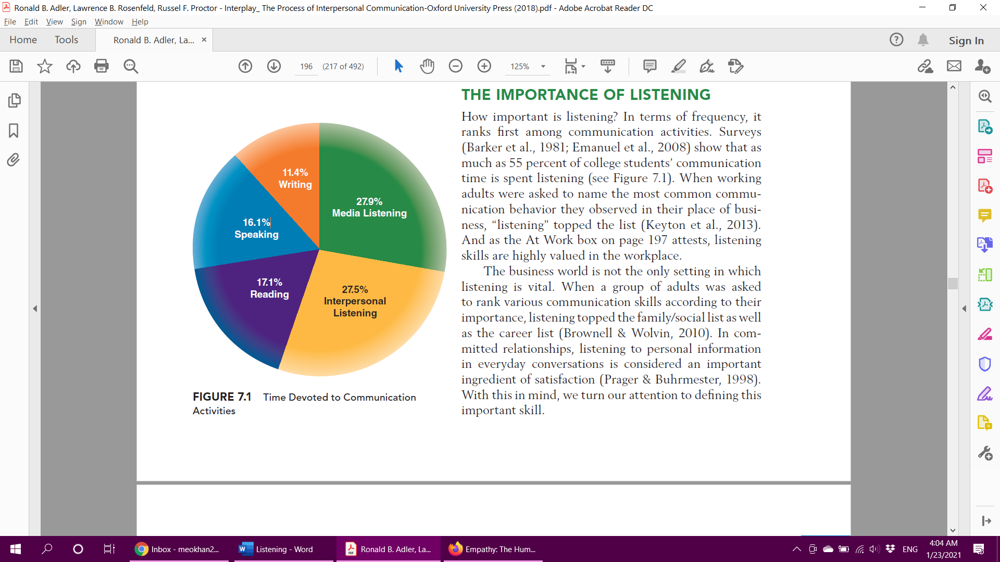 Ronald B. Adler, Lawrence B. Rosenfeld, Russel F. Proctor - Interplay_ The Process of Interpersonal Communication-Oxford University Press (2018).pdf - Adobe Acrobat Reader DC
File Edit View Sign Window Help
Home Tools Ronald B. Adler, La... × Sign In
196 (217 of 492) 125%
THE IMPORTANCE OF LISTENING
How important is listening? In terms of frequency, it
ranks first among communication activities. Surveys
(Barker et al., 1981; Emanuel et al., 2008) show that as
much as 55 percent of college students’ communication
time is spent listening (see Figure 7.1). When working
adults were asked to name the most common commu-
nication behavior they observed in their place of busi-
ness, “listening” topped the list (Keyton et al., 2013).
And as the At Work box on page 197 attests, listening
skills are highly valued in the workplace.
The business world is not the only setting in which
listening is vital. When a group of adults was asked
to rank various communication skills according to their
importance, listening topped the family/social list as well
as the career list (Brownell & Wolvin, 2010). In com-
mitted relationships, listening to personal information
in everyday conversations is considered an important
ingredient of satisfaction (Prager & Buhrmester, 1998).
With this in mind, we turn our attention to defining this
important skill.
11.4%
Writing
27.9%
Media Listening
16.1%
Speaking
17.1%
Reading
27.5%
Interpersonal
Listening
FIGURE 7.1 Time Devoted to Communication
Activities
Inbox - meokhan2...
Listening - Word
Ronald B. Adler, La...
Empathy: The Hum...
ENG
4:04 AM
1/23/2021